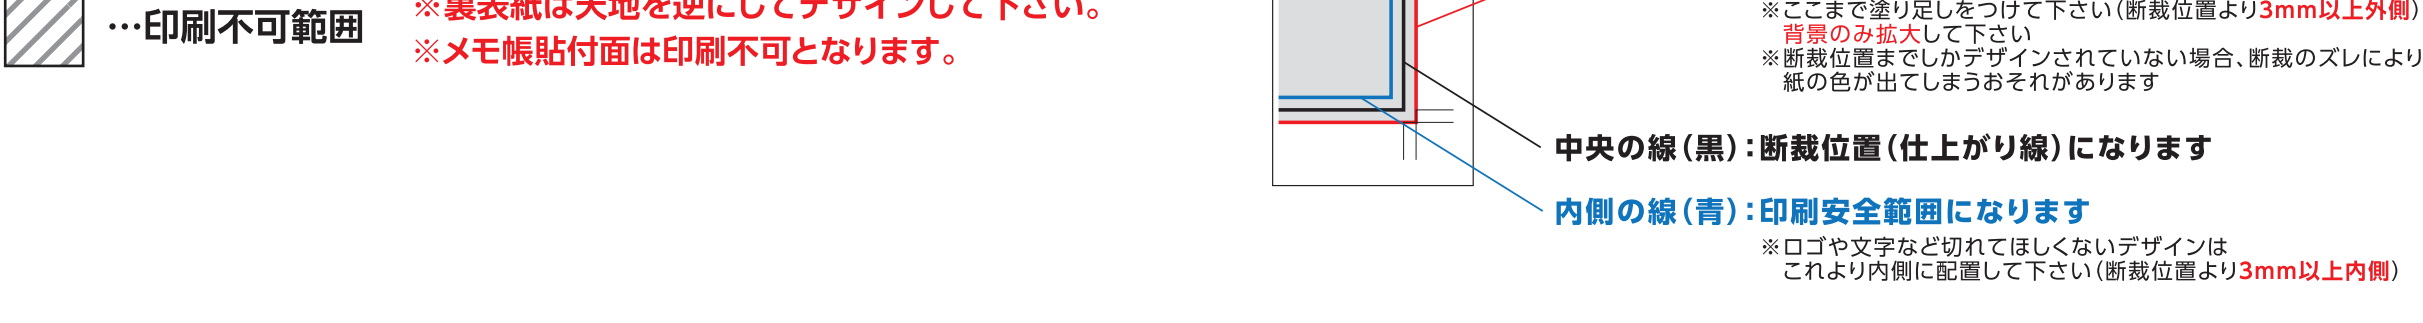 …印刷不可範囲
※裏表紙は天地を逆にしてデザインして下さい。
※メモ帳貼付面は印刷不可となります。
※ここまで塗り足しをつけて下さい（断裁位置より3mm以上外側）
背景のみ拡大して下さい
※断裁位置までしかデザインされていない場合、断裁のズレにより
紙の色が出てしまうおそれがあります
中央の線（黒）：断裁位置（仕上がり線）になります
内側の線（青）：印刷安全範囲になります
※ロゴや文字など切れてほしくないデザインは
これより内側に配置して下さい（断裁位置より3mm以上内側）